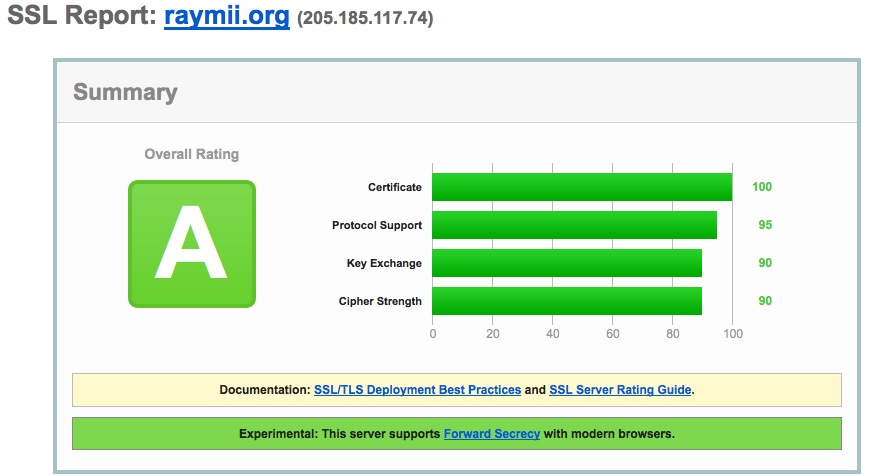 SSL Report: raymii.org (205.185.117.74)
Summary
Overall Rating
A
Certificate 100
Protocol Support 95
Key Exchange 90
Cipher Strength 90
0 20 40 60 80 100
Documentation: SSL/TLS Deployment Best Practices and SSL Server Rating Guide.
Experimental: This server supports Forward Secrecy with modern browsers.